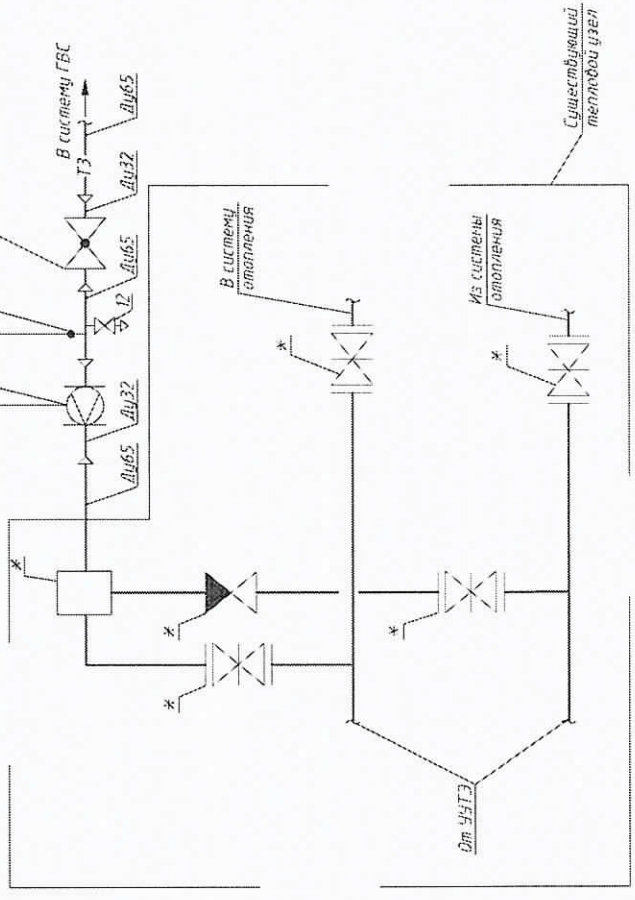 В систему ГВС
Т3
Ду65
Ду32
Ду65
12
Ду32
Ду65
*
В систему
отопления
*
Существующий
тепловой узел
Из системы
отопления
*
*
*
*
От УУТЭ